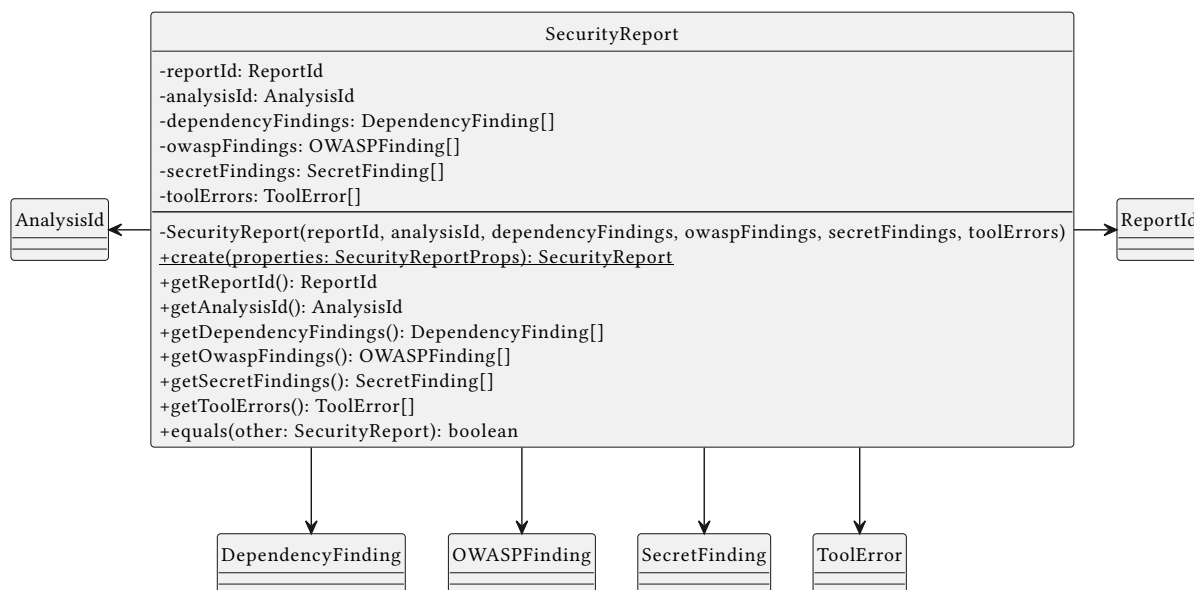 SecurityReport
-reportId: ReportId
-analysisId: AnalysisId
-dependencyFindings: DependencyFinding[]
-owaspFindings: OWASPFinding[]
-secretFindings: SecretFinding[]
-toolErrors: ToolError[]
-SecurityReport(reportId, analysisId, dependencyFindings, owaspFindings, secretFindings, toolErrors)
+create(properties: SecurityReportProps): SecurityReport
+getReportId(): ReportId
+getAnalysisId(): AnalysisId
+getDependencyFindings(): DependencyFinding[]
+getOwaspFindings(): OWASPFinding[]
+getSecretFindings(): SecretFinding[]
+getToolErrors(): ToolError[]
+equals(other: SecurityReport): boolean
AnalysisId
ReportId
DependencyFinding
OWASPFinding
SecretFinding
ToolError